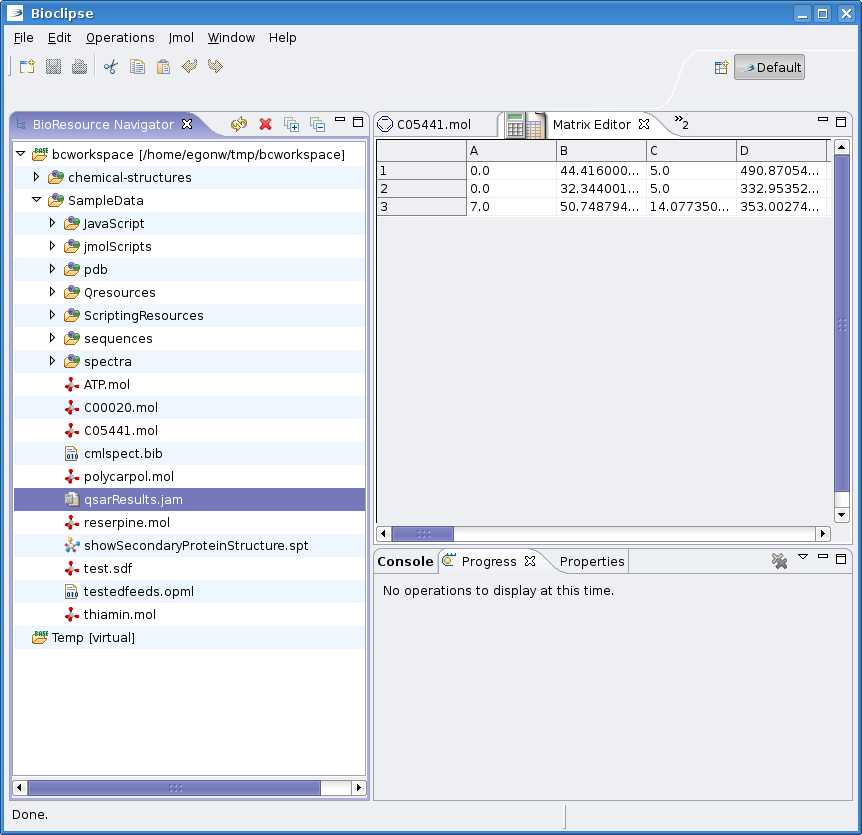 Bioclipse
File Edit Operations Jmol Window Help
Default
BioResource Navigator
bcworkspace [/home/egonw/tmp/bcworkspace]
chemical-structures
SampleData
JavaScript
jmolScripts
pdb
Qresources
ScriptingResources
sequences
spectra
ATP.mol
C00020.mol
C05441.mol
cmlspect.bib
polycarpol.mol
qsarResults.jam
reserpine.mol
showSecondaryProteinStructure.spt
test.sdf
testedfeeds.opml
thiamin.mol
Temp [virtual]
C05441.mol Matrix Editor »2
A B C D
1 0.0 44.416000... 5.0 490.87054...
2 0.0 32.344001... 5.0 332.95352...
3 7.0 50.748794... 14.077350... 353.00274...
Console Progress Properties
No operations to display at this time.
Done.